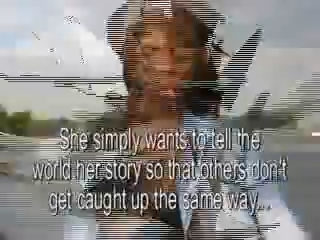 She simply wants to tell the
world her story so that others don't
get caught up the same way...